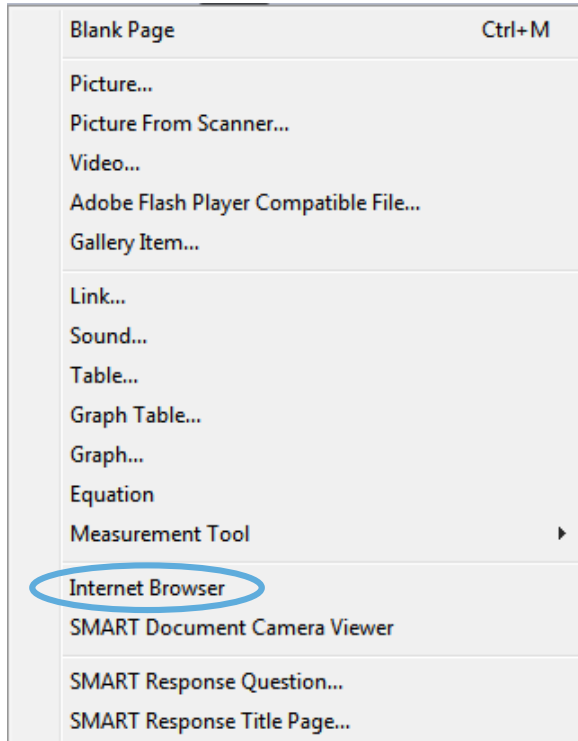 Blank Page Ctrl+M
Picture...
Picture From Scanner...
Video...
Adobe Flash Player Compatible File...
Gallery Item...
Link...
Sound...
Table...
Graph Table...
Graph...
Equation
Measurement Tool
Internet Browser
SMART Document Camera Viewer
SMART Response Question...
SMART Response Title Page...